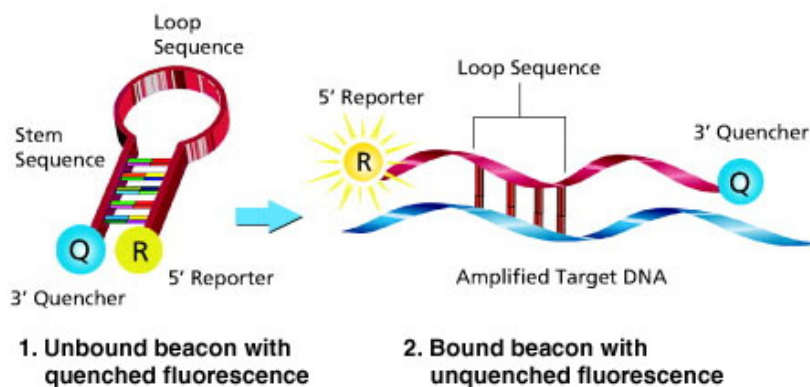 Loop
Sequence
Stem
Sequence
Q
R
3' Quencher
5' Reporter
1. Unbound beacon with
quenched fluorescence
Loop Sequence
5' Reporter
R
3' Quencher
Q
Amplified Target DNA
2. Bound beacon with
unquenched fluorescence